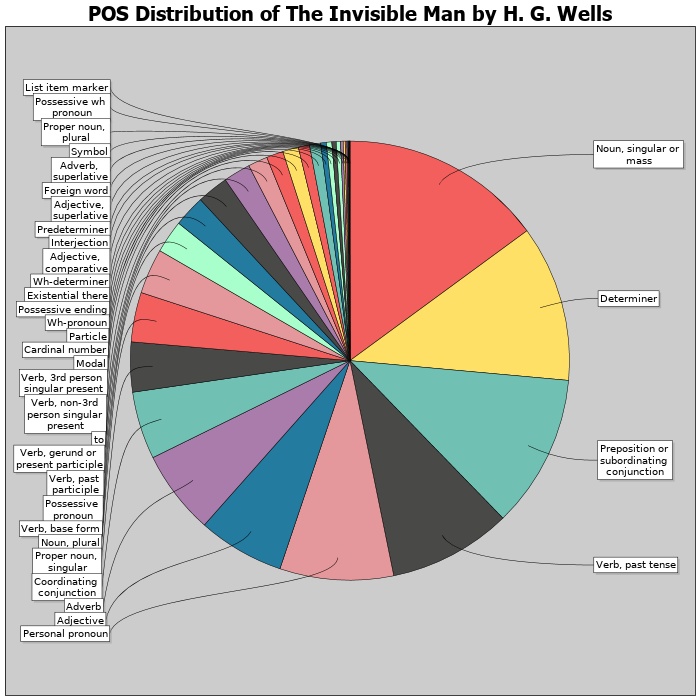 POS Distribution of The Invisible Man by H. G. Wells
List item marker
Possessive wh
pronoun
Proper noun,
plural
Symbol
Adverb,
superlative
Foreign word
Adjective,
superlative
Predeterminer
Interjection
Adjective,
comparative
Wh-determiner
Existential there
Possessive ending
Wh-pronoun
Particle
Cardinal number
Modal
Verb, 3rd person
singular present
Verb, non-3rd
person singular
present
to
Verb, gerund or
present participle
Verb, past
participle
Possessive
pronoun
Verb, base form
Noun, plural
Proper noun,
singular
Coordinating
conjunction
Adverb
Adjective
Personal pronoun
Noun, singular or
mass
Determiner
Preposition or
subordinating
conjunction
Verb, past tense